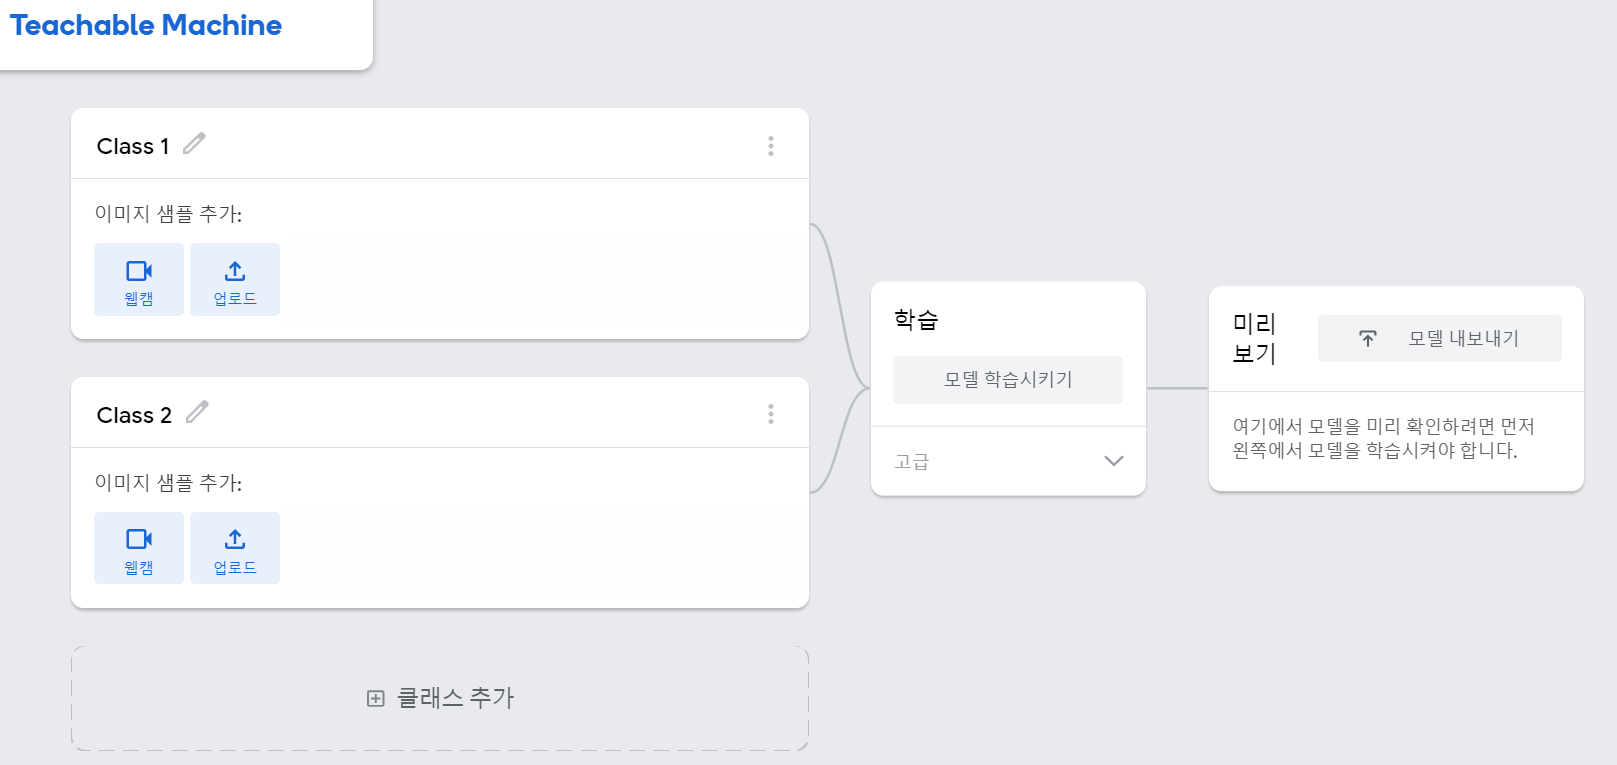 Teachable Machine
Class 1
이미지 샘플 추가:
웹캠
업로드
Class 2
이미지 샘플 추가:
웹캠
업로드
클래스 추가
학습
모델 학습시키기
고급
미리
보기
모델 내보내기
여기에서 모델을 미리 확인하려면 먼저
왼쪽에서 모델을 학습시켜야 합니다.